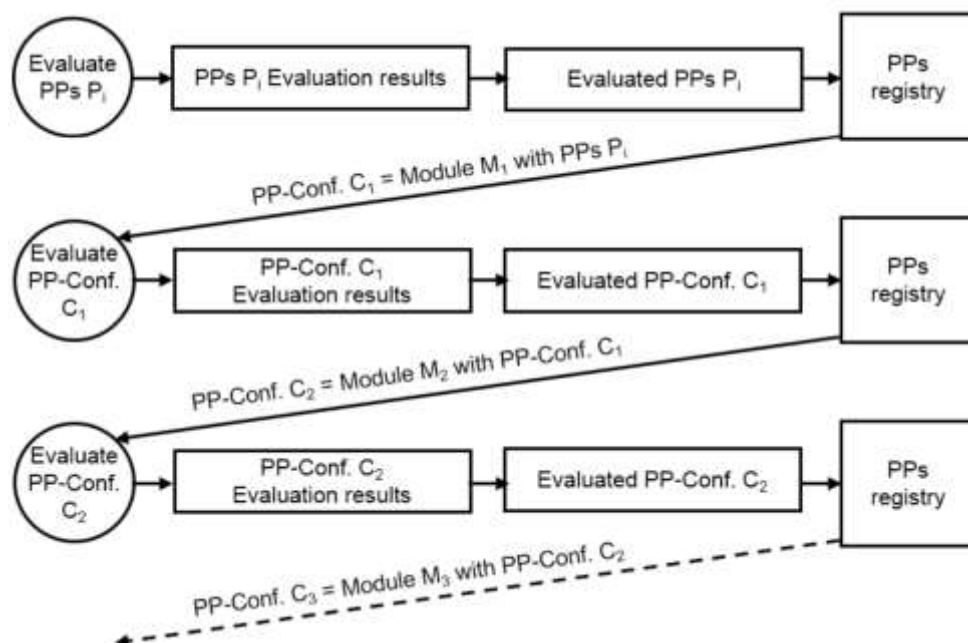 Evaluate
PPs Pᵢ
PPs Pᵢ Evaluation results
Evaluated PPs Pᵢ
PPs
registry
PP-Conf. C₁ = Module M₁ with PPs Pᵢ
Evaluate
PP-Conf.
C₁
PP-Conf. C₁
Evaluation results
Evaluated PP-Conf. C₁
PPs
registry
PP-Conf. C₂ = Module M₂ with PP-Conf. C₁
Evaluate
PP-Conf.
C₂
PP-Conf. C₂
Evaluation results
Evaluated PP-Conf. C₂
PPs
registry
PP-Conf. C₃ = Module M₃ with PP-Conf. C₂